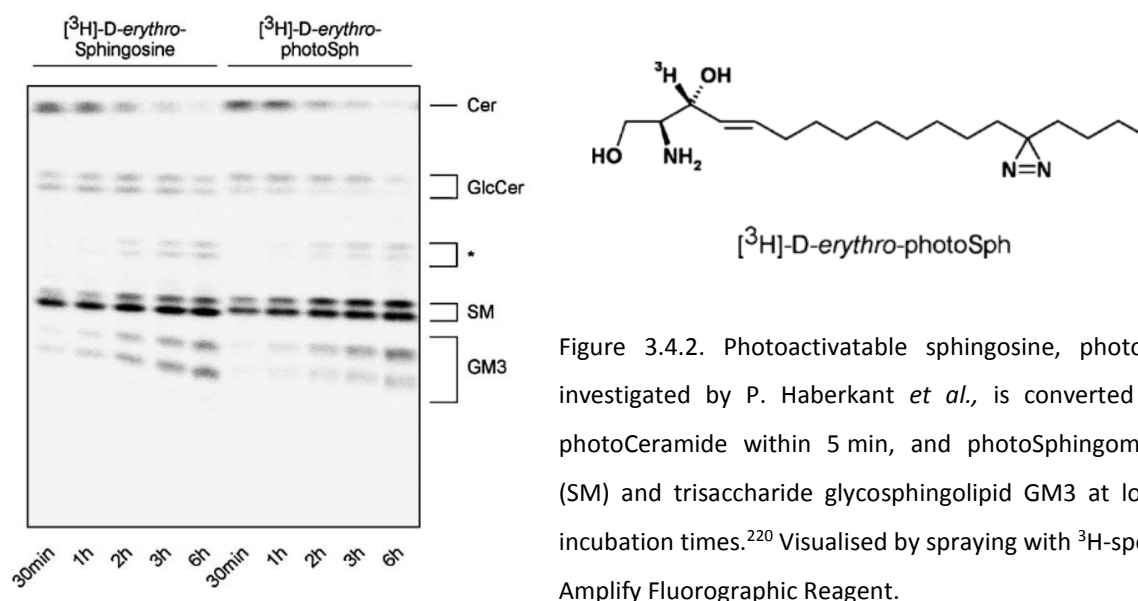 [³H]-D-erythro-
Sphingosine
[³H]-D-erythro-
photoSph
Cer
GlcCer
*
SM
GM3
30min 1h 2h 3h 6h 30min 1h 2h 3h 6h
³H OH
HO NH₂ N=N
[³H]-D-erythro-photoSph
Figure 3.4.2. Photoactivatable sphingosine, photo
investigated by P. Haberkant et al., is converted
photoCeramide within 5 min, and photoSphingom
(SM) and trisaccharide glycosphingolipid GM3 at lo
incubation times.²²⁰ Visualised by spraying with ³H-spe
Amplify Fluorographic Reagent.